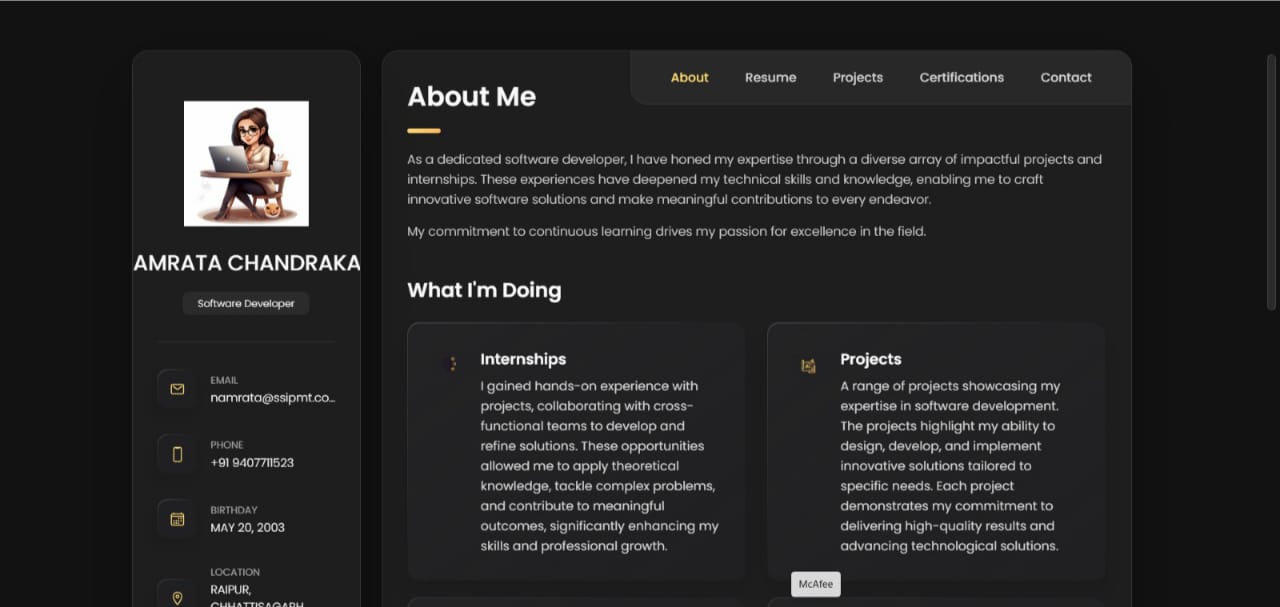 About
Resume
Projects
Certifications
Contact
AMRATA CHANDRAKA
Software Developer
EMAIL
namrata@ssipmt.co...
PHONE
+91 9407711523
BIRTHDAY
MAY 20, 2003
LOCATION
RAIPUR,
CHHATTISGARH
About Me
As a dedicated software developer, I have honed my expertise through a diverse array of impactful projects and
internships. These experiences have deepened my technical skills and knowledge, enabling me to craft
innovative software solutions and make meaningful contributions to every endeavor.
My commitment to continuous learning drives my passion for excellence in the field.
What I'm Doing
Internships
I gained hands-on experience with
projects, collaborating with cross-
functional teams to develop and
refine solutions. These opportunities
allowed me to apply theoretical
knowledge, tackle complex problems,
and contribute to meaningful
outcomes, significantly enhancing my
skills and professional growth.
Projects
A range of projects showcasing my
expertise in software development.
The projects highlight my ability to
design, develop, and implement
innovative solutions tailored to
specific needs. Each project
demonstrates my commitment to
delivering high-quality results and
advancing technological solutions.
McAfee